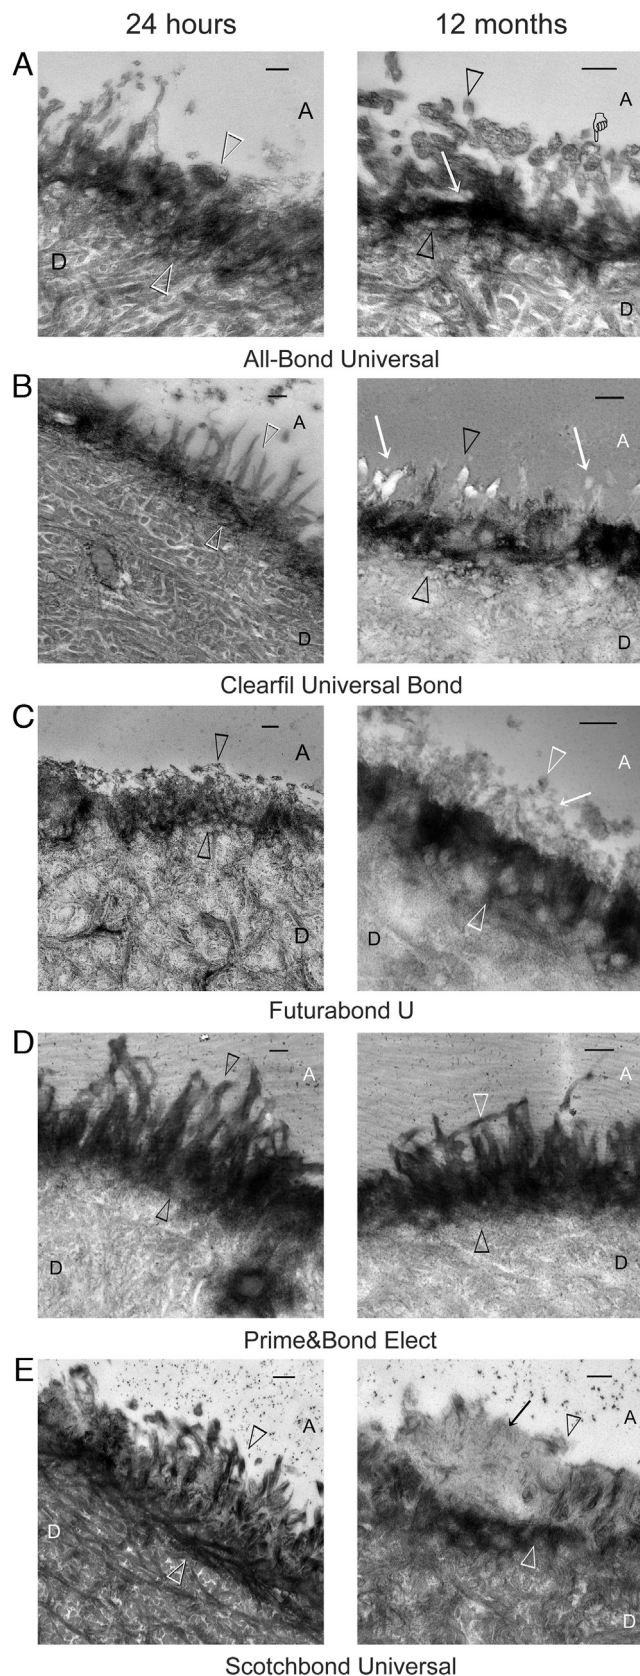 24 hours 12 months
A
A A
D D
All-Bond Universal
B
A A
D D
Clearfil Universal Bond
C
A A
D D
Futurabond U
D
A A
D D
Prime&Bond Elect
E
A A
D D
Scotchbond Universal